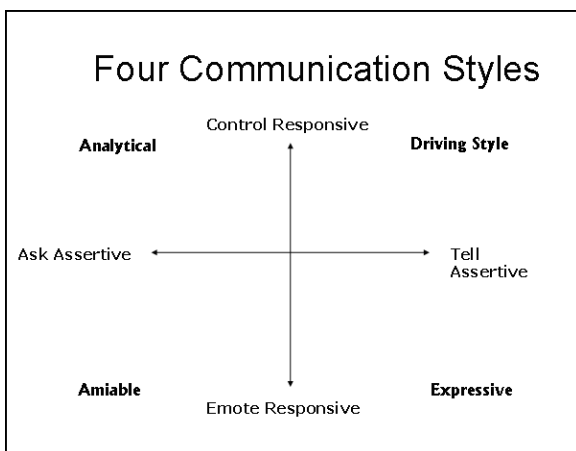 Four Communication Styles
Control Responsive
Analytical
Driving Style
Ask Assertive
Tell
Assertive
Amiable
Expressive
Emote Responsive